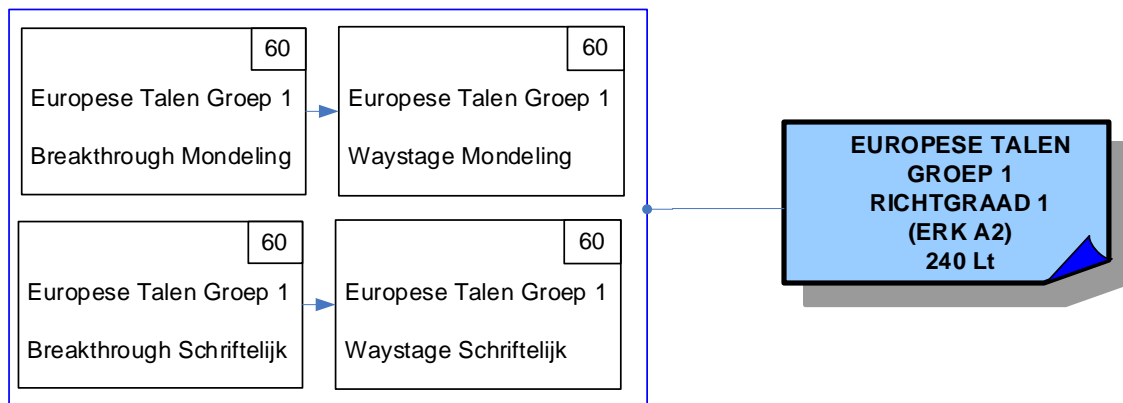 60
Europese Talen Groep 1
Breakthrough Mondeling
60
Europese Talen Groep 1
Waystage Mondeling
60
Europese Talen Groep 1
Breakthrough Schriftelijk
60
Europese Talen Groep 1
Waystage Schriftelijk
EUROPESE TALEN
GROEP 1
RICHTGRAAD 1
(ERK A2)
240 Lt